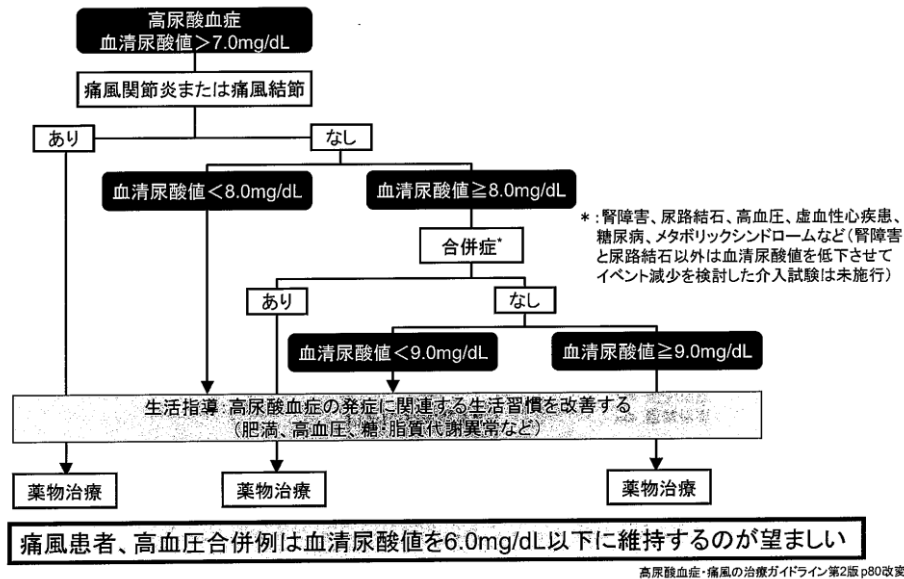 高尿酸血症
血清尿酸値＞7.0mg/dL
痛風関節炎または痛風結節
あり
なし
血清尿酸値＜8.0mg/dL
血清尿酸値≧8.0mg/dL
＊：腎障害、尿路結石、高血圧、虚血性心疾患、
糖尿病、メタボリックシンドロームなど（腎障害
と尿路結石以外は血清尿酸値を低下させて
イベント減少を検討した介入試験は未施行）
合併症*
あり
なし
血清尿酸値＜9.0mg/dL
血清尿酸値≧9.0mg/dL
生活指導：高尿酸血症の発症に関連する生活習慣を改善する
（肥満、高血圧、糖・脂質代謝異常など）
薬物治療
薬物治療
薬物治療
痛風患者、高血圧合併例は血清尿酸値を6.0mg/dL以下に維持するのが望ましい
高尿酸血症・痛風の治療ガイドライン第2版 p80改変